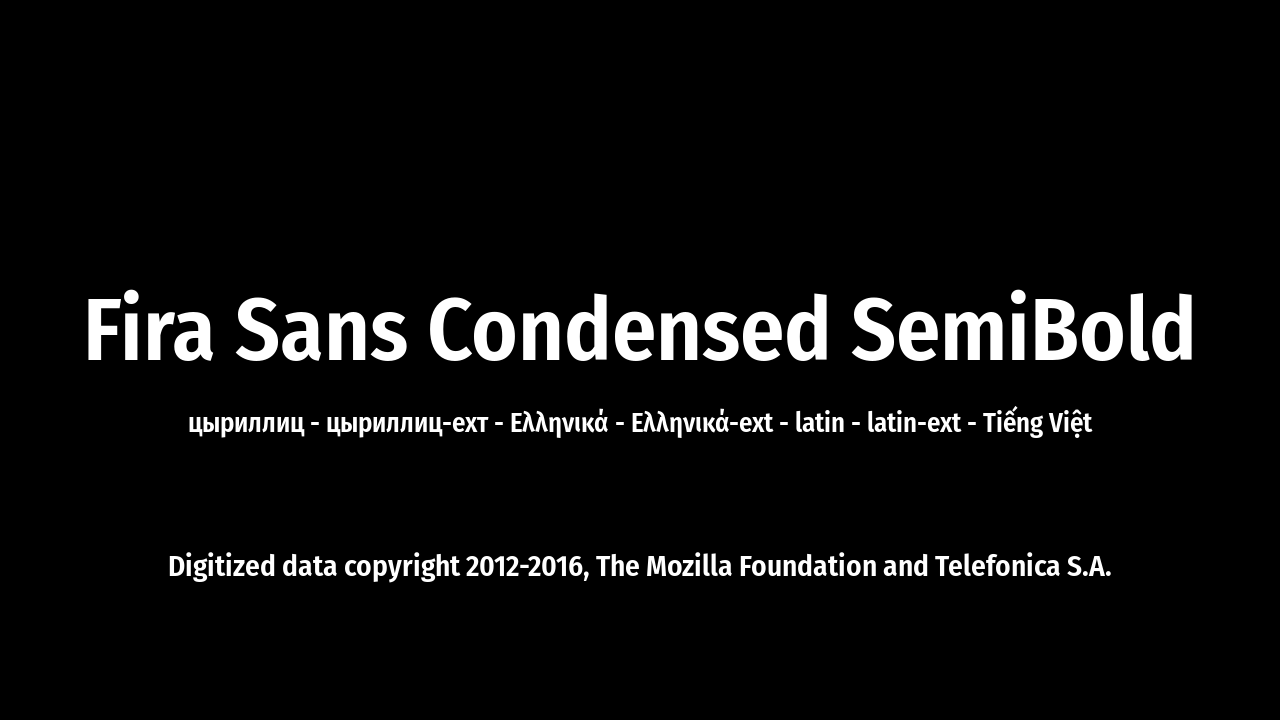 Fira Sans Condensed SemiBold
цыриллиц - цыриллиц-ехт - Ελληνικά - Ελληνικά-ext - latin - latin-ext - Tiếng Việt
Digitized data copyright 2012-2016, The Mozilla Foundation and Telefonica S.A.